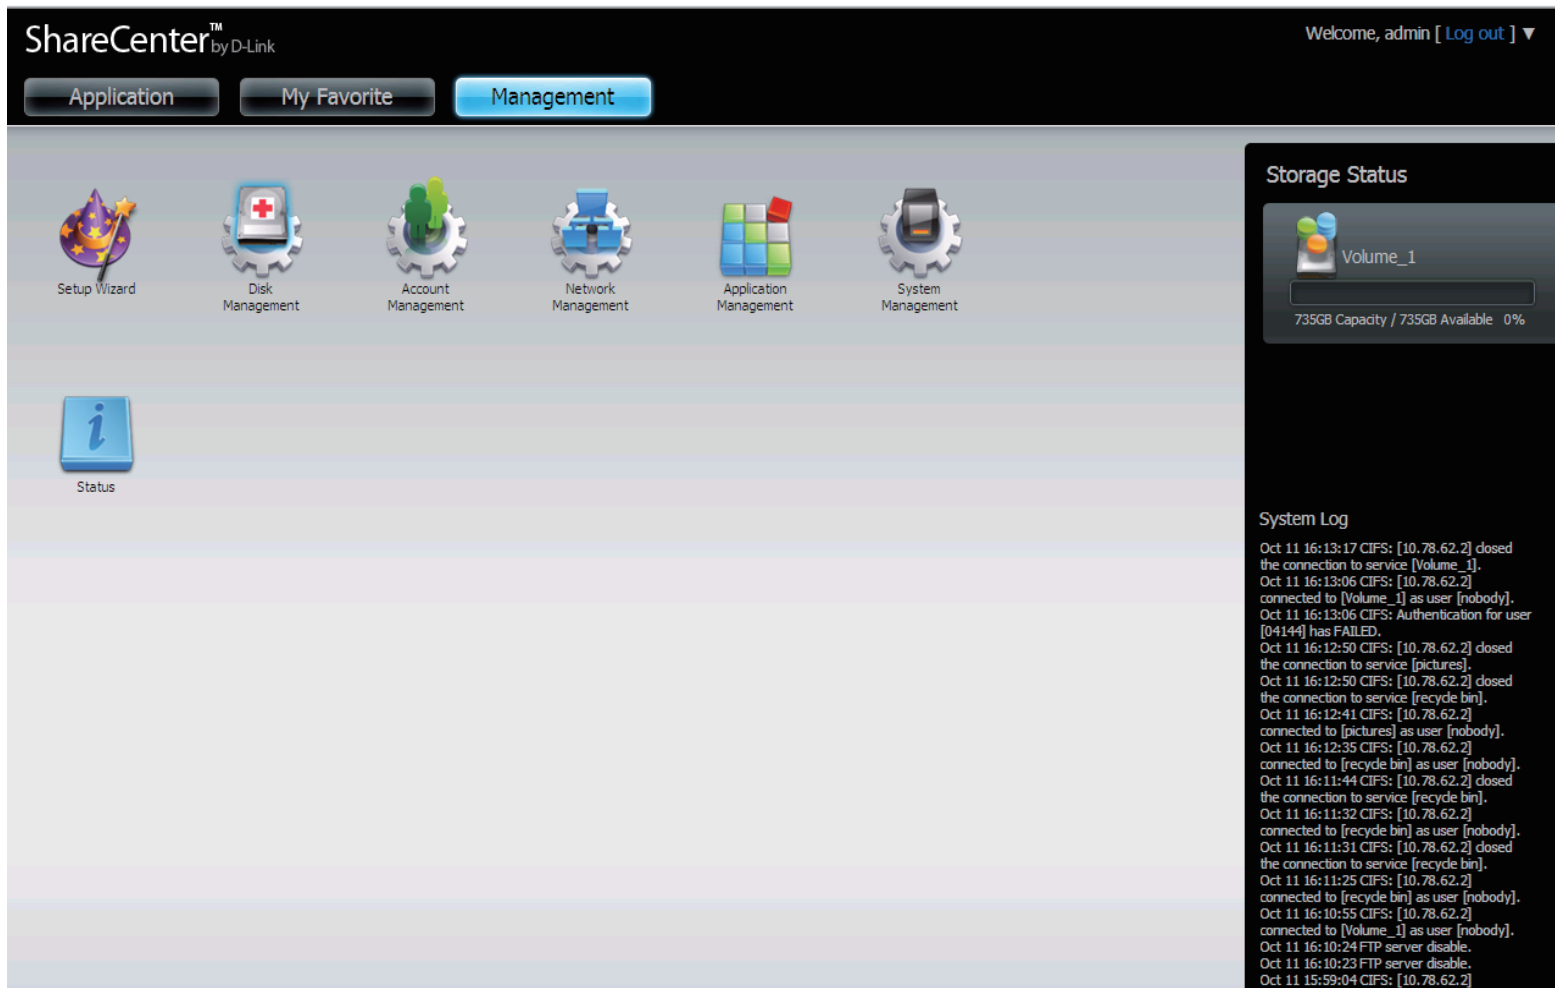 ShareCenter™ by D-Link
Welcome, admin [ Log out ] ▼
Application
My Favorite
Management
Setup Wizard
Disk
Management
Account
Management
Network
Management
Application
Management
System
Management
Status
Storage Status
Volume_1
735GB Capacity / 735GB Available 0%
System Log
Oct 11 16:13:17 CIFS: [10.78.62.2] closed
the connection to service [Volume_1].
Oct 11 16:13:06 CIFS: [10.78.62.2]
connected to [Volume_1] as user [nobody].
Oct 11 16:13:06 CIFS: Authentication for user
[04144] has FAILED.
Oct 11 16:12:50 CIFS: [10.78.62.2] closed
the connection to service [pictures].
Oct 11 16:12:50 CIFS: [10.78.62.2] closed
the connection to service [recycle bin].
Oct 11 16:12:41 CIFS: [10.78.62.2]
connected to [pictures] as user [nobody].
Oct 11 16:12:35 CIFS: [10.78.62.2]
connected to [recycle bin] as user [nobody].
Oct 11 16:11:44 CIFS: [10.78.62.2] closed
the connection to service [recycle bin].
Oct 11 16:11:32 CIFS: [10.78.62.2]
connected to [recycle bin] as user [nobody].
Oct 11 16:11:31 CIFS: [10.78.62.2] closed
the connection to service [recycle bin].
Oct 11 16:11:25 CIFS: [10.78.62.2]
connected to [recycle bin] as user [nobody].
Oct 11 16:10:55 CIFS: [10.78.62.2]
connected to [Volume_1] as user [nobody].
Oct 11 16:10:24 FTP server disable.
Oct 11 16:10:23 FTP server disable.
Oct 11 15:59:04 CIFS: [10.78.62.2]